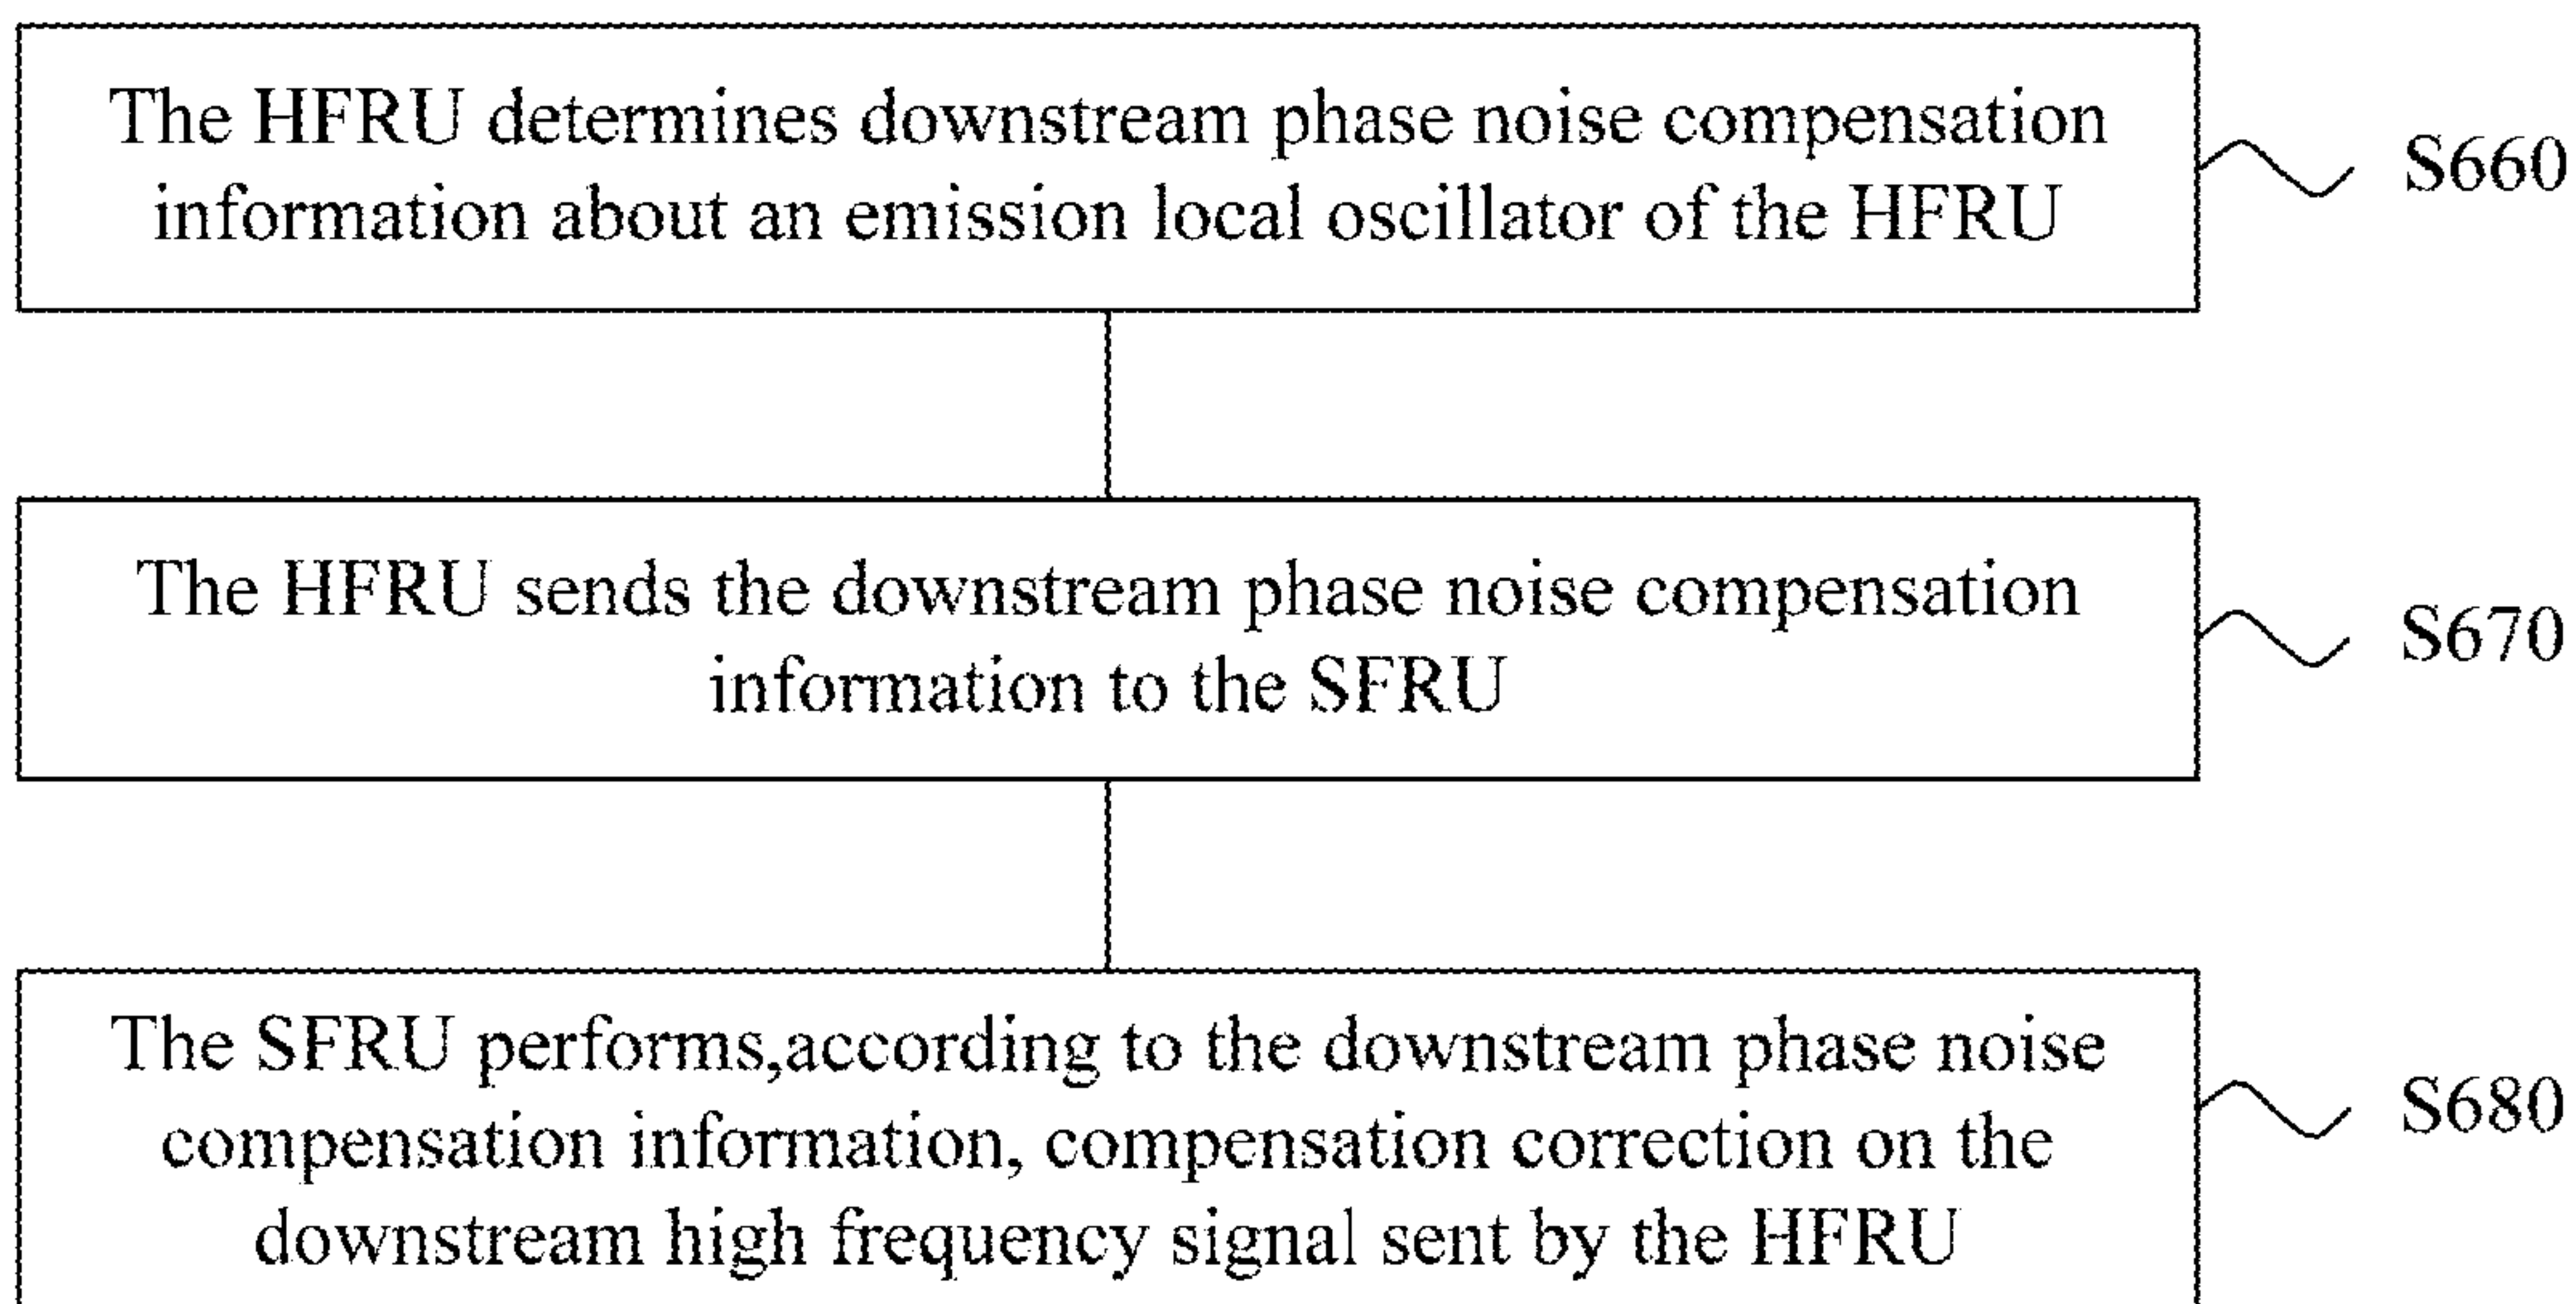 The HFRU determines downstream phase noise compensation
information about an emission local oscillator of the HFRU
S660
The HFRU sends the downstream phase noise compensation
information to the SFRU
S670
The SFRU performs,according to the downstream phase noise
compensation information, compensation correction on the
downstream high frequency signal sent by the HFRU
S680